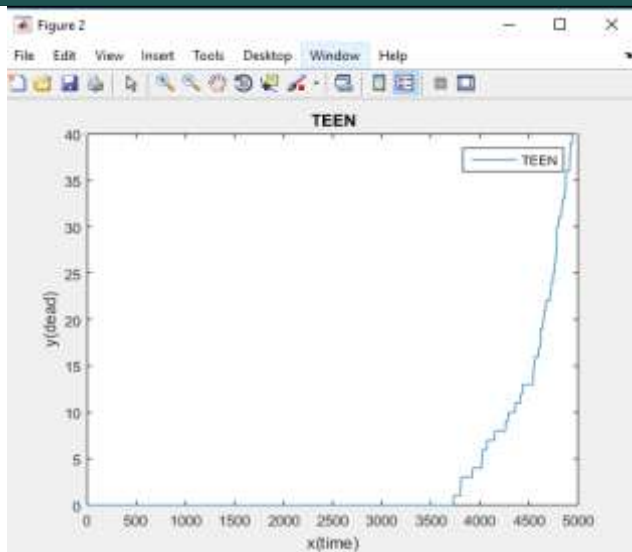 Figure 2
File Edit View Insert Tools Desktop Window Help
TEEN
TEEN
40
35
30
25
20
15
10
5
0
y(dead)
0 500 1000 1500 2000 2500 3000 3500 4000 4500 5000
x(time)